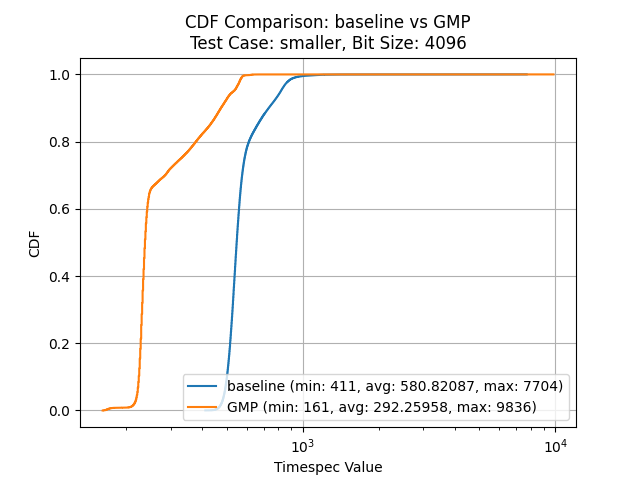 CDF Comparison: baseline vs GMP
Test Case: smaller, Bit Size: 4096
1.0
0.8
0.6
0.4
0.2
0.0
CDF
baseline (min: 411, avg: 580.82087, max: 7704)
GMP (min: 161, avg: 292.25958, max: 9836)
10³
10⁴
Timespec Value